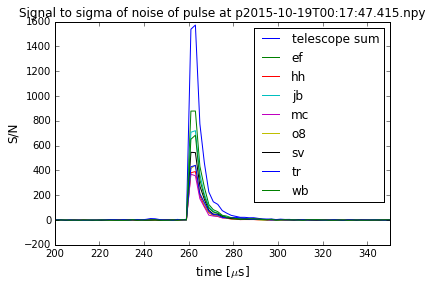 Signal to sigma of noise of pulse at p2015-10-19T00:17:47.415.npy
1600
1400
1200
1000
800
600
400
200
0
−200
S/N
telescope sum
ef
hh
jb
mc
o8
sv
tr
wb
200 220 240 260 280 300 320 340
time [μs]